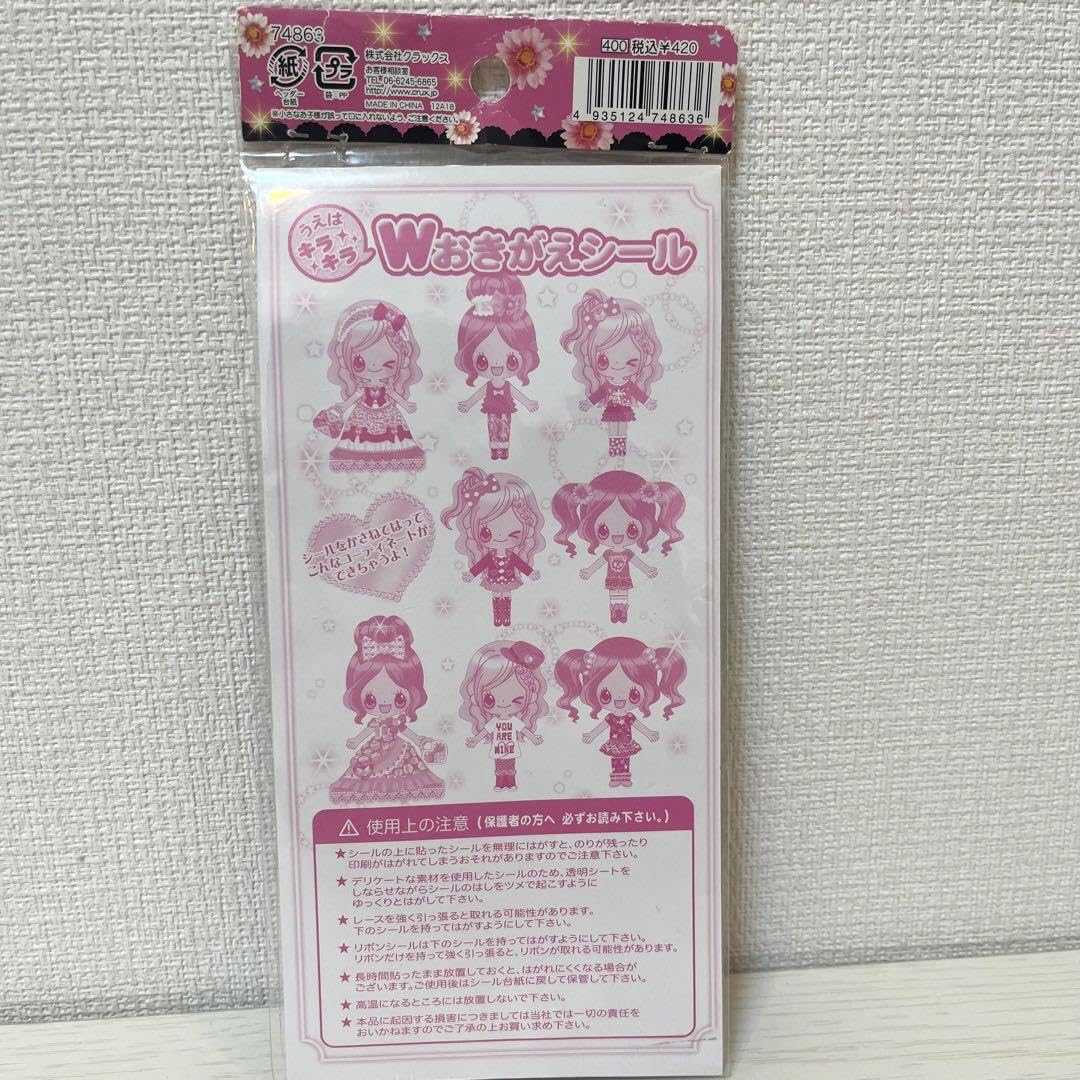 74863
紙
ヘッダー
台紙
プラ
袋:PP
株式会社クラックス
お客様相談室
TEL 06-6245-6865
http://www.crux.jp/
MADE IN CHINA 12A18
※小さなお子様が誤って口に入れないよう、ご注意ください。
400 税込¥420
4 935124 748636
うえは
キラ
キラ
Wおきがえシール
PEACE
シールをかさねてはって
こんなコーディネートが
できちゃうよ!
YOU
ARE
MINE
⚠ 使用上の注意(保護者の方へ 必ずお読み下さい。)
★シールの上に貼ったシールを無理にはがすと、のりが残ったり
印刷がはがれてしまうおそれがありますのでご注意下さい。
★デリケートな素材を使用したシールのため、透明シートを
しならせながらシールのはしをツメで起こすように
ゆっくりとはがして下さい。
★レースを強く引っ張ると取れる可能性があります。
下のシールを持ってはがすようにして下さい。
★リボンシールは下のシールを持ってはがすようにして下さい。
リボンだけを持って強く引っ張ると、リボンが取れる可能性があります。
★長時間貼ったまま放置しておくと、はがれにくくなる場合が
ございます。ご使用後はシール台紙に戻して保管して下さい。
★高温になるところには放置しないで下さい。
★本品に起因する損害につきましては当社では一切の責任を
おいかねますのでご了承の上お買い求め下さい。